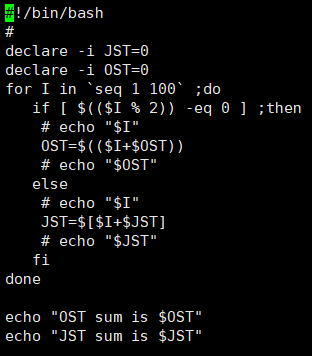 #!/bin/bash
#
declare -i JST=0
declare -i OST=0
for I in `seq 1 100` ;do
   if [ $(($I % 2)) -eq 0 ] ;then
    # echo "$I"
    OST=$(($I+$OST))
    # echo "$OST"
   else
    # echo "$I"
    JST=$[$I+$JST]
    # echo "$JST"
   fi
done

echo "OST sum is $OST"
echo "JST sum is $JST"